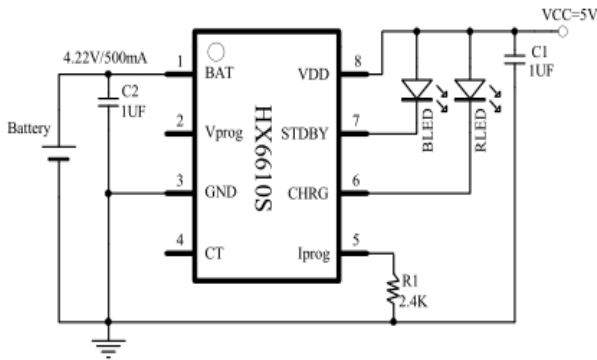 VCC=5V
4.22V/500mA
1
BAT
VDD
8
C1
1UF
C2
1UF
Battery
2
Vprog
STDBY
7
BLED
RLED
HX6610S
3
GND
CHRG
6
4
CT
Iprog
5
R1
2.4K